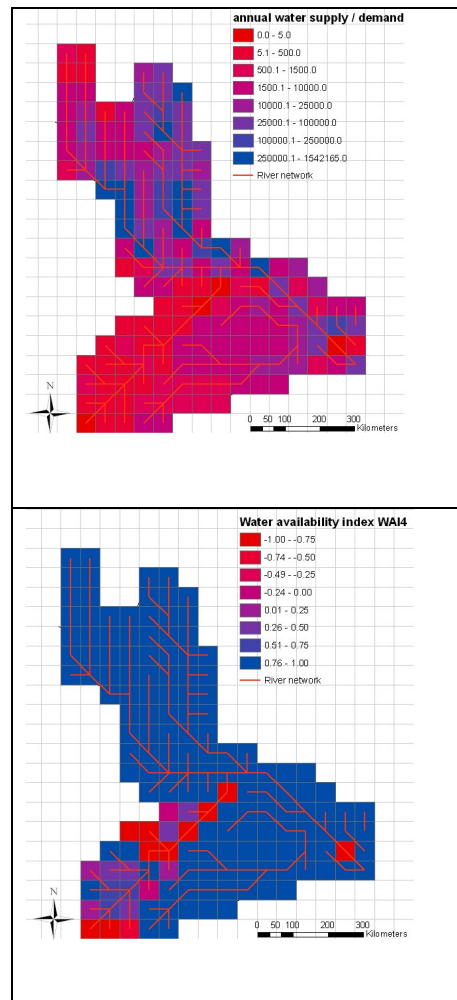 annual water supply / demand
0.0 - 5.0
5.1 - 500.0
500.1 - 1500.0
1500.1 - 10000.0
10000.1 - 25000.0
25000.1 - 100000.0
100000.1 - 250000.0
250000.1 - 1542165.0
River network
N
0 50 100 200 300
Kilometers
Water availability index WAI4
-1.00 - -0.75
-0.74 - -0.50
-0.49 - -0.25
-0.24 - 0.00
0.01 - 0.25
0.26 - 0.50
0.51 - 0.75
0.76 - 1.00
River network
N
0 50 100 200 300
Kilometers